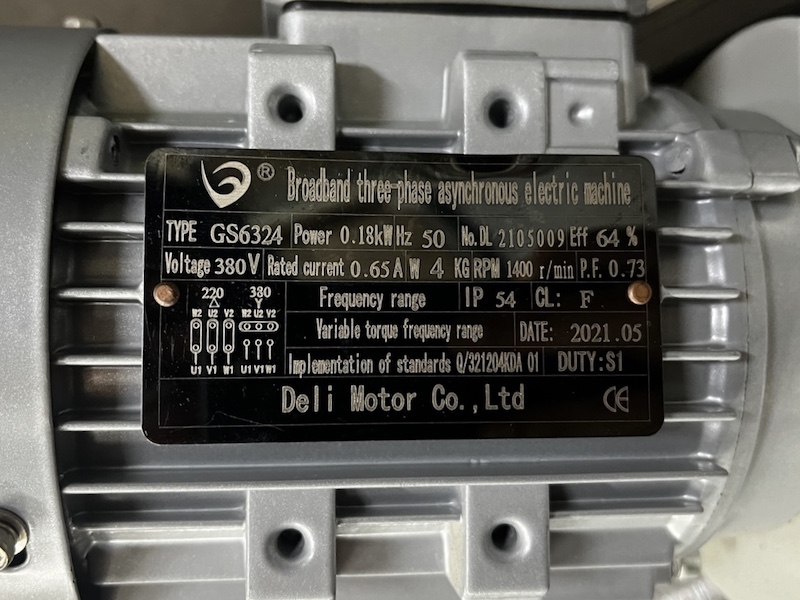 ® Broadband three-phase asynchronous electric machine
TYPE GS6324 Power 0.18kW Hz 50 No.DL 2105009 Eff 64 %
Voltage 380V Rated current 0.65A W 4 KG RPM 1400 r/min P.F. 0.73
220 380 Frequency range IP 54 CL: F
△ Y
W2 U2 V2 W2 U2 V2 Variable torque frequency range DATE: 2021.05
U1 V1 W1 U1 V1 W1 Implementation of standards Q/321204KDA 01 DUTY:S1
Deli Motor Co.,Ltd CE